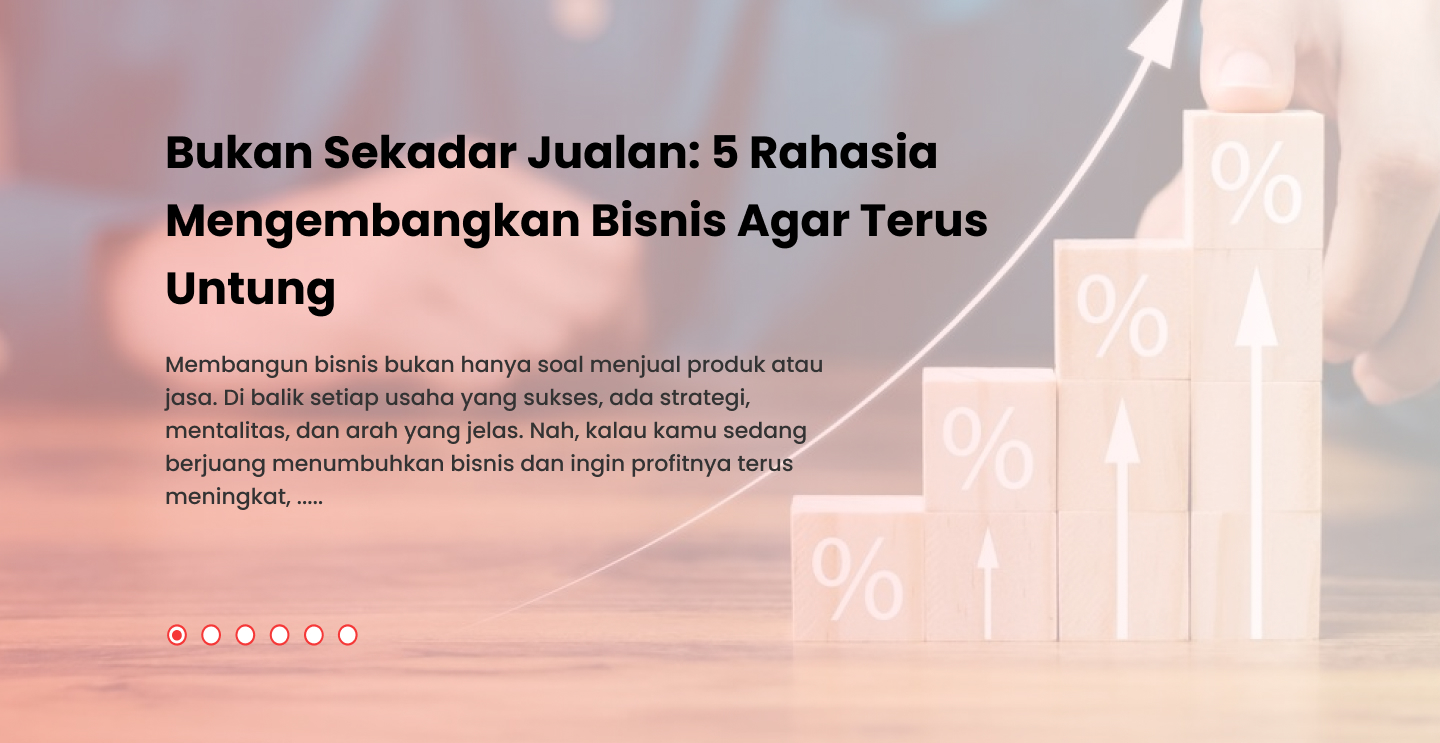 Bukan Sekadar Jualan: 5 Rahasia
Mengembangkan Bisnis Agar Terus
Untung
Membangun bisnis bukan hanya soal menjual produk atau
jasa. Di balik setiap usaha yang sukses, ada strategi,
mentalitas, dan arah yang jelas. Nah, kalau kamu sedang
berjuang menumbuhkan bisnis dan ingin profitnya terus
meningkat, .....
%
%
%
%